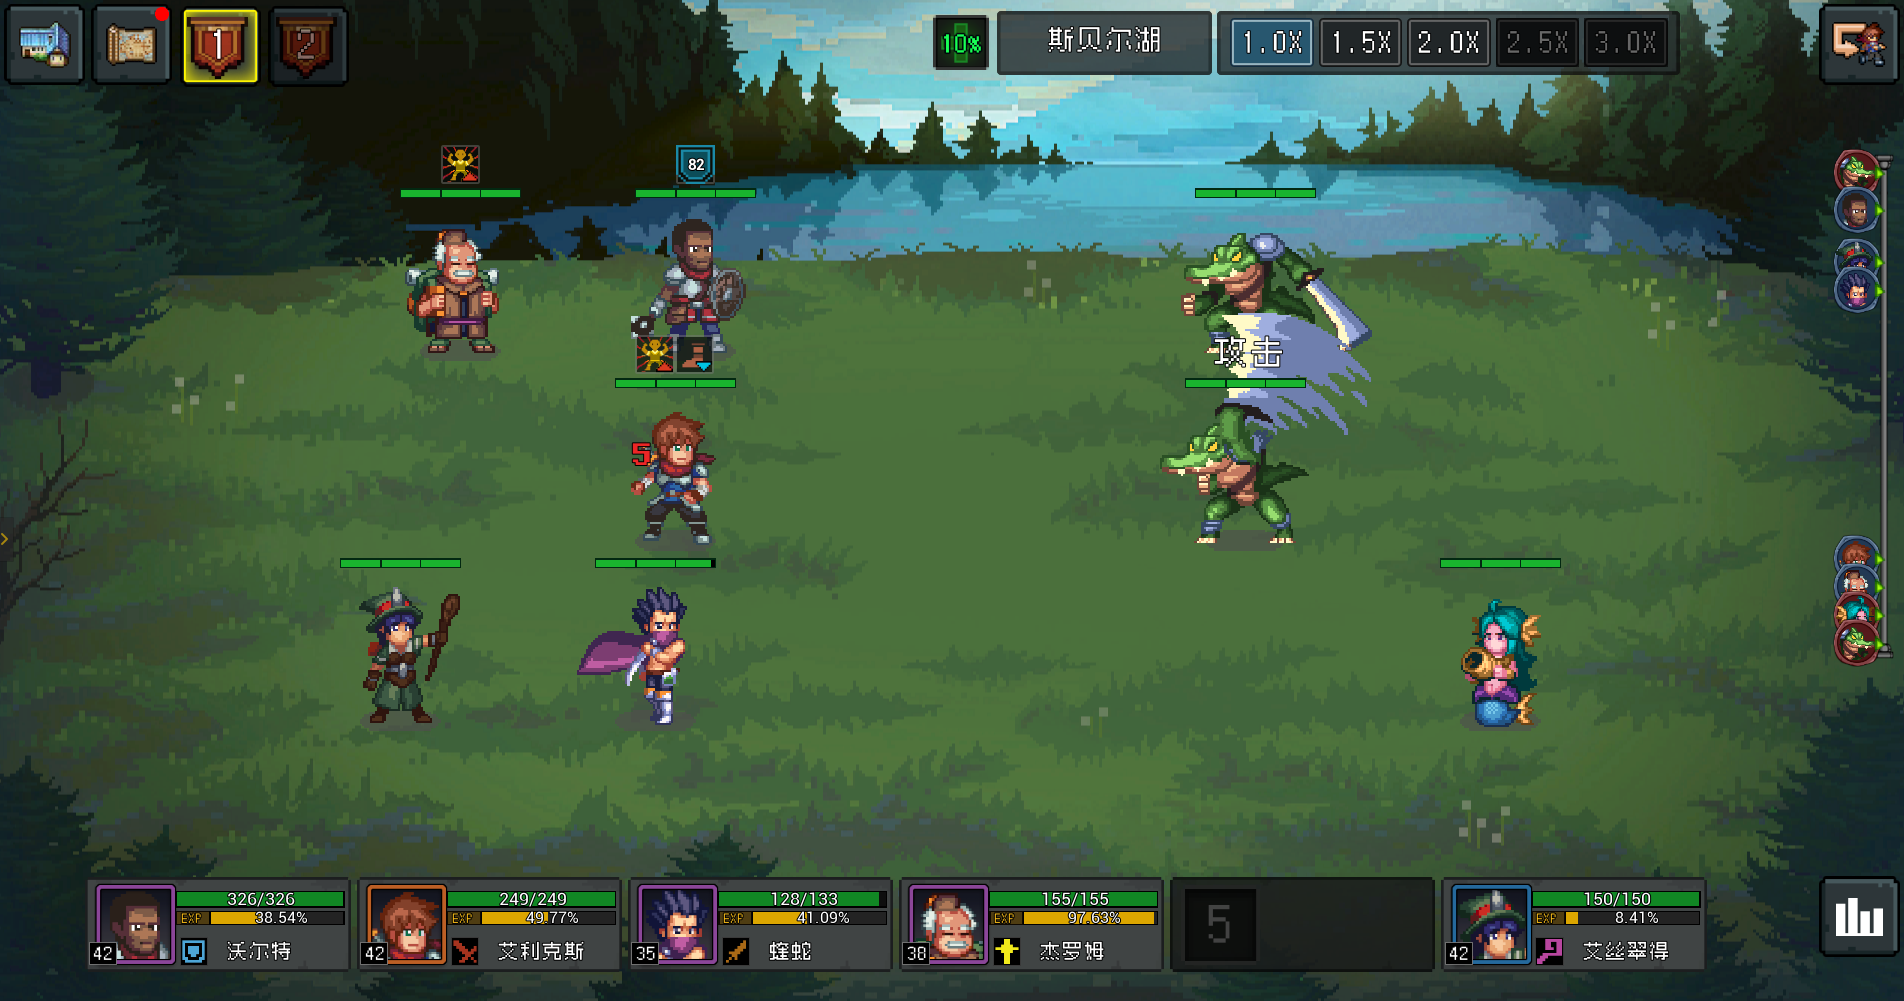 1
2
10%
斯贝尔湖
1.0X
1.5X
2.0X
2.5X
3.0X
82
攻击
5
326/326
EXP 38.54%
42
沃尔特
249/249
EXP 49.77%
42
艾利克斯
128/133
EXP 41.09%
35
蝰蛇
155/155
EXP 97.63%
36
杰罗姆
5
150/150
EXP 8.41%
42
艾丝翠得